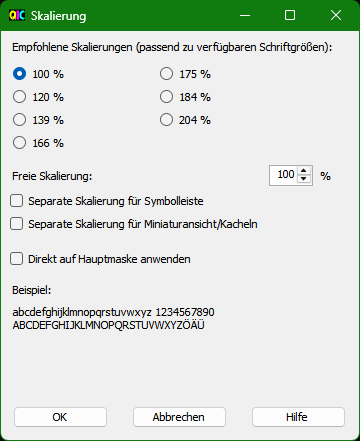 QIC Skalierung
Empfohlene Skalierungen (passend zu verfügbaren Schriftgrößen):
100 % 175 %
120 % 184 %
139 % 204 %
166 %
Freie Skalierung: 100 %
Separate Skalierung für Symbolleiste
Separate Skalierung für Miniaturansicht/Kacheln
Direkt auf Hauptmaske anwenden
Beispiel:
abcdefghijklmnopqrstuvwxyz 1234567890
ABCDEFGHIJKLMNOPQRSTUVWXYZÖÄÜ
OK Abbrechen Hilfe